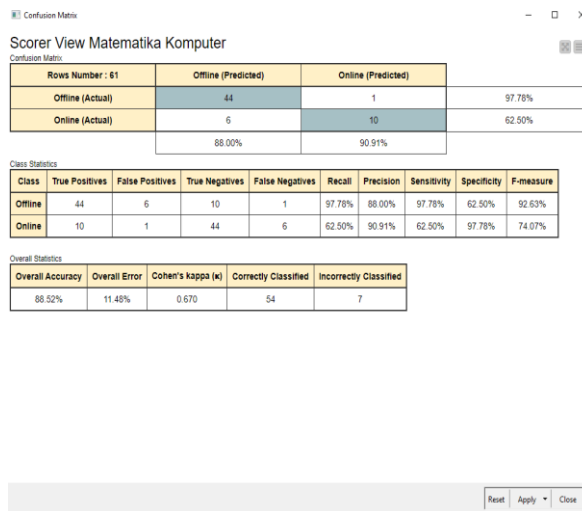 Confusion Matrix
Scorer View Matematika Komputer
Confusion Matrix
Rows Number : 61 Offline (Predicted) Online (Predicted)
Offline (Actual) 44 1 97.78%
Online (Actual) 6 10 62.50%
88.00% 90.91%
Class Statistics
Class True Positives False Positives True Negatives False Negatives Recall Precision Sensitivity Specificity F-measure
Offline 44 6 10 1 97.78% 88.00% 97.78% 62.50% 92.63%
Online 10 1 44 6 62.50% 90.91% 62.50% 97.78% 74.07%
Overall Statistics
Overall Accuracy Overall Error Cohen's kappa (κ) Correctly Classified Incorrectly Classified
88.52% 11.48% 0.670 54 7
Reset Apply Close